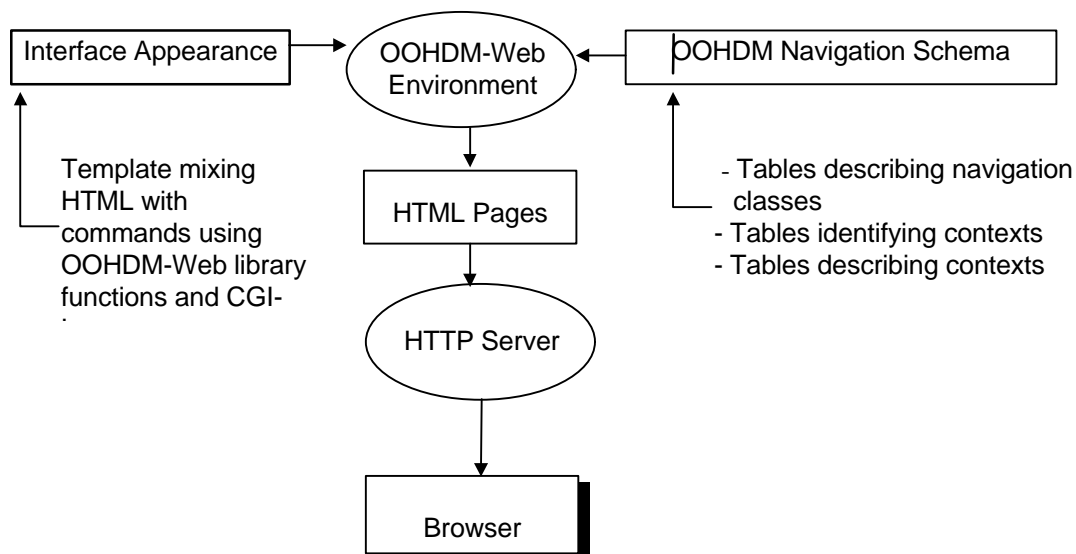 Interface Appearance
OOHDM-Web
Environment
OOHDM Navigation Schema
Template mixing
HTML with
commands using
OOHDM-Web library
functions and CGI-
HTML Pages
- Tables describing navigation
classes
- Tables identifying contexts
- Tables describing contexts
HTTP Server
Browser